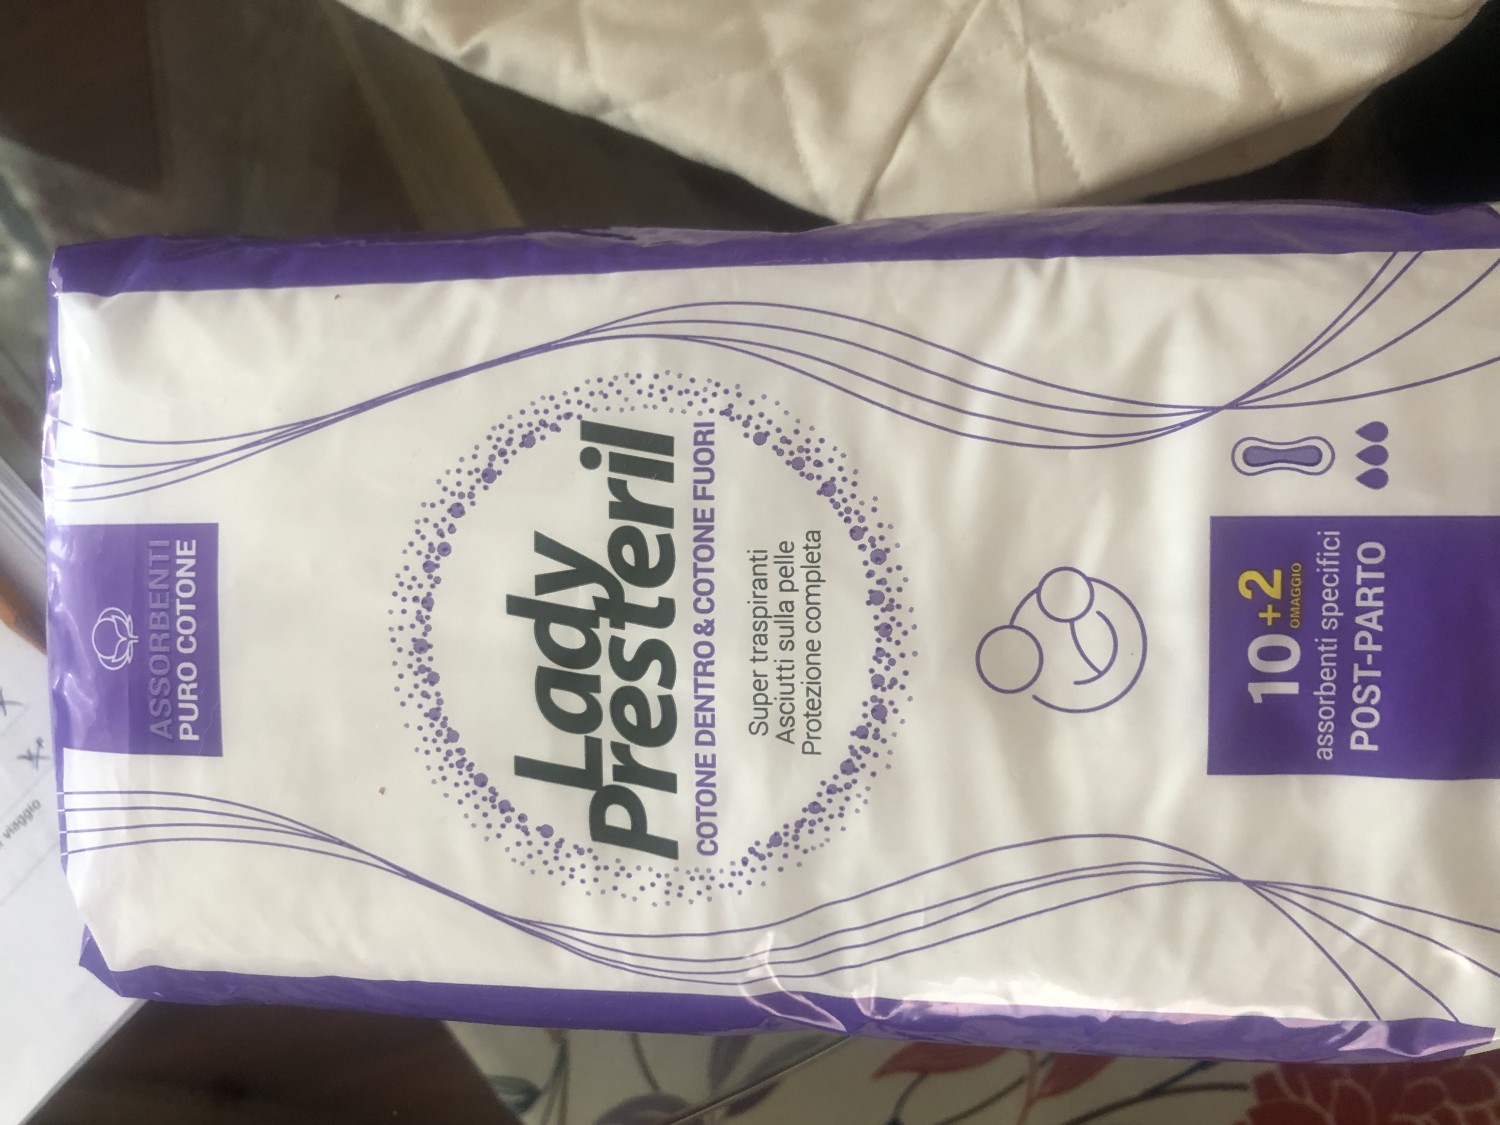 ASSORBENTI
PURO COTONE
Lady
Presteril
COTONE DENTRO & COTONE FUORI
Super traspiranti
Asciutti sulla pelle
Protezione completa
10+2
OMAGGIO
assorbenti specifici
POST-PARTO
viaggio